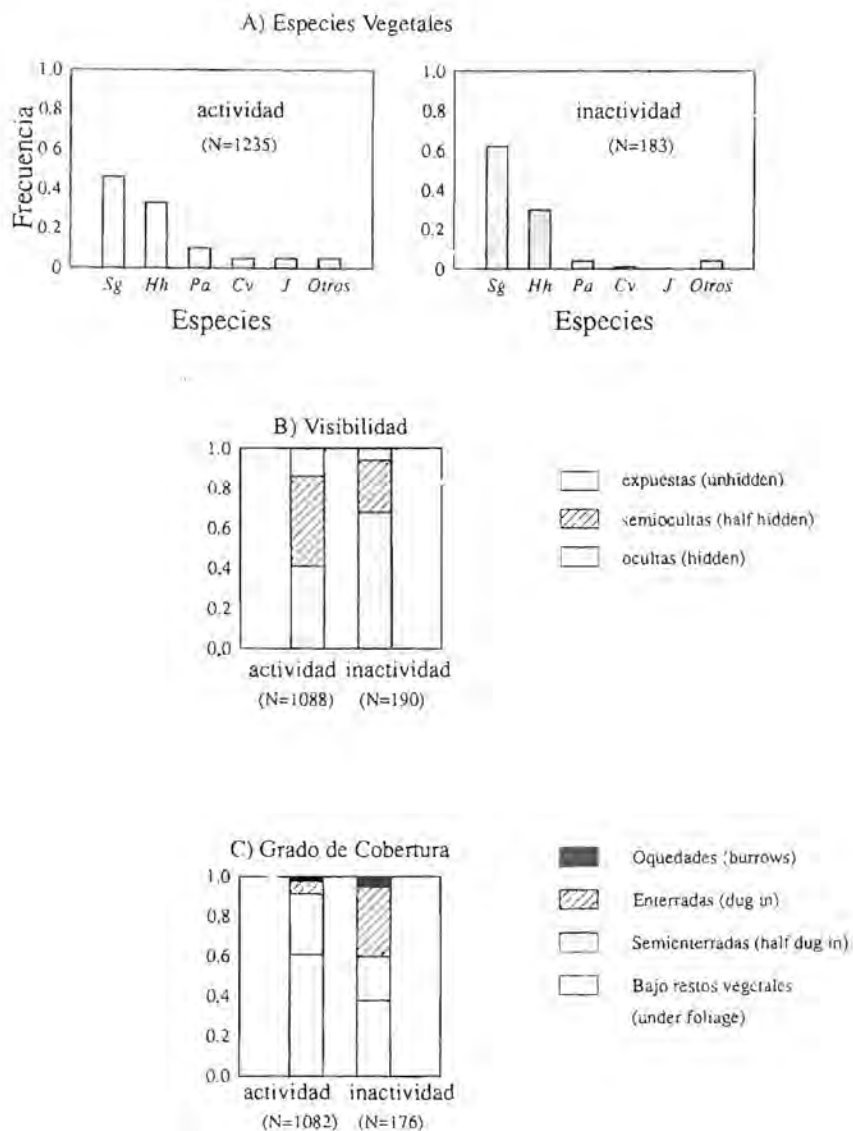 A) Especies Vegetales
Frecuencia
1.0
0.8
0.6
0.4
0.2
0
actividad
(N=1235)
Sg Hh Pa Cv J Otros
Especies
1.0
0.8
0.6
0.4
0.2
0
inactividad
(N=183)
Sg Hh Pa Cv J Otros
Especies
B) Visibilidad
1.0
0.8
0.6
0.4
0.2
0.0
actividad inactividad
(N=1088) (N=190)
expuestas (unhidden)
semiocultas (half hidden)
ocultas (hidden)
C) Grado de Cobertura
1.0
0.8
0.6
0.4
0.2
0.0
actividad inactividad
(N=1082) (N=176)
Oquedades (burrows)
Enterradas (dug in)
Semienterradas (half dug in)
Bajo restos vegetales
(under foliage)